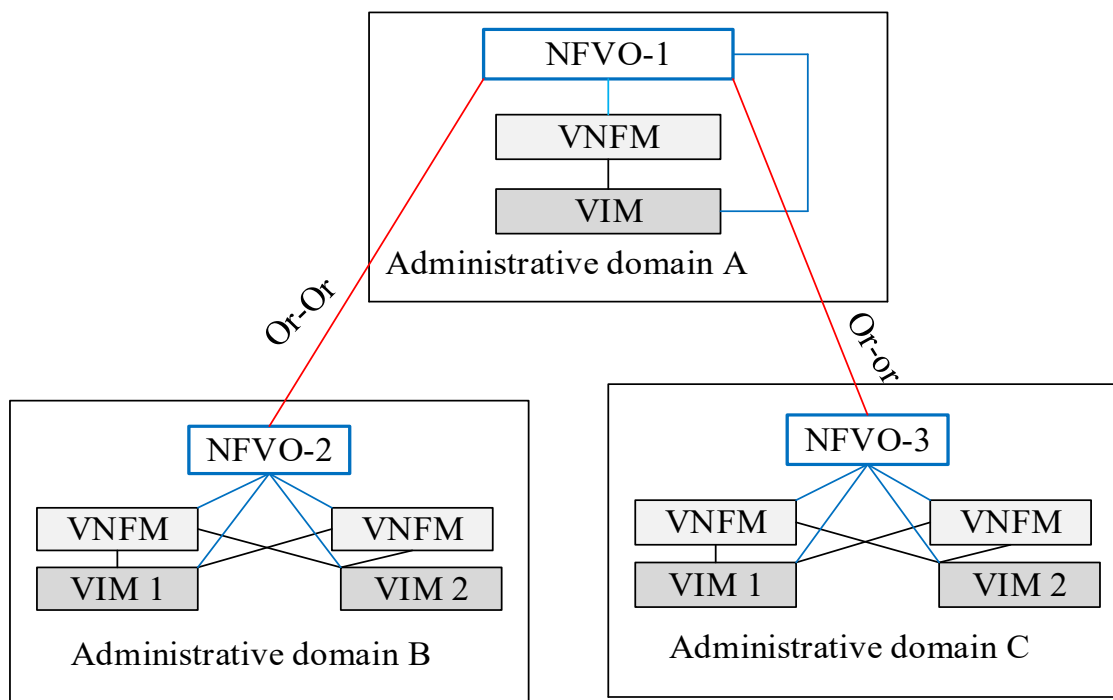 NFVO-1
VNFM
VIM
Administrative domain A
Or-Or
Or-or
NFVO-2
VNFM
VNFM
VIM 1
VIM 2
Administrative domain B
NFVO-3
VNFM
VNFM
VIM 1
VIM 2
Administrative domain C